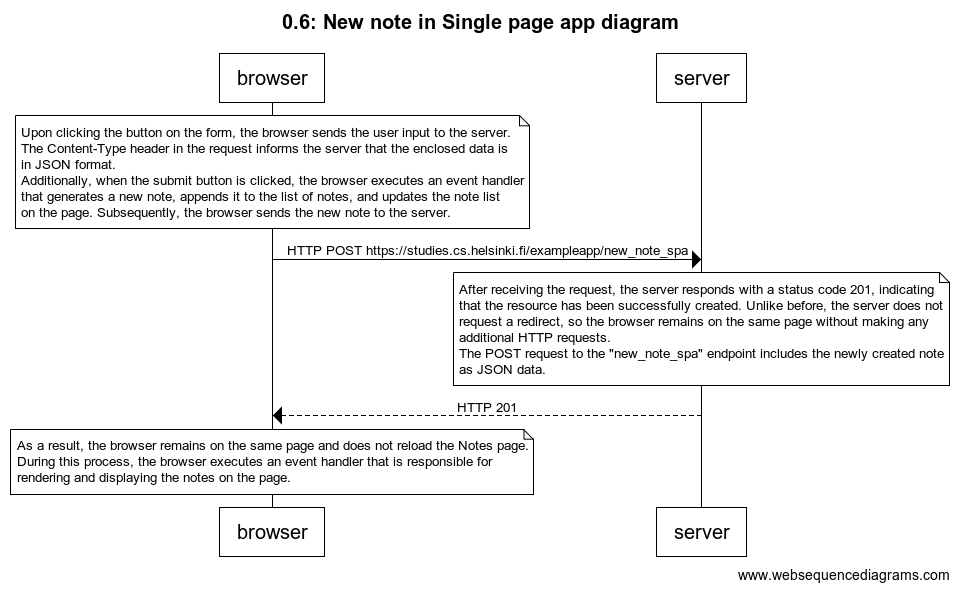 0.6: New note in Single page app diagram
browser
server
Upon clicking the button on the form, the browser sends the user input to the server.
The Content-Type header in the request informs the server that the enclosed data is
in JSON format.
Additionally, when the submit button is clicked, the browser executes an event handler
that generates a new note, appends it to the list of notes, and updates the note list
on the page. Subsequently, the browser sends the new note to the server.
HTTP POST https://studies.cs.helsinki.fi/exampleapp/new_note_spa
After receiving the request, the server responds with a status code 201, indicating
that the resource has been successfully created. Unlike before, the server does not
request a redirect, so the browser remains on the same page without making any
additional HTTP requests.
The POST request to the "new_note_spa" endpoint includes the newly created note
as JSON data.
HTTP 201
As a result, the browser remains on the same page and does not reload the Notes page.
During this process, the browser executes an event handler that is responsible for
rendering and displaying the notes on the page.
browser
server
www.websequencediagrams.com